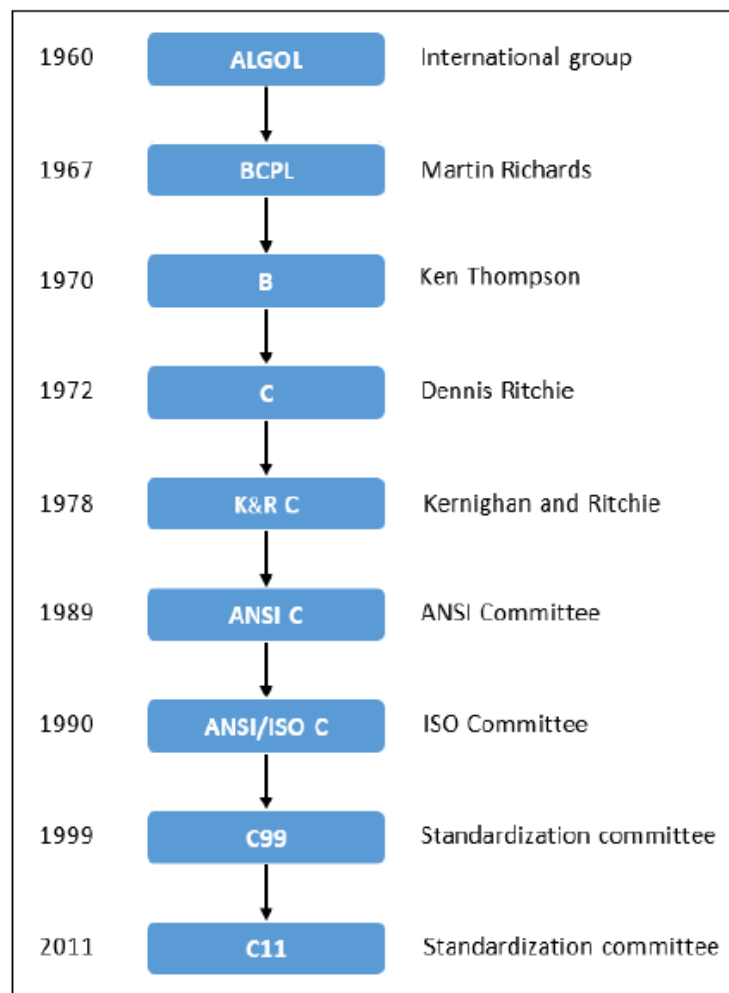 1960 ALGOL International group
1967 BCPL Martin Richards
1970 B Ken Thompson
1972 C Dennis Ritchie
1978 K&R C Kernighan and Ritchie
1989 ANSI C ANSI Committee
1990 ANSI/ISO C ISO Committee
1999 C99 Standardization committee
2011 C11 Standardization committee